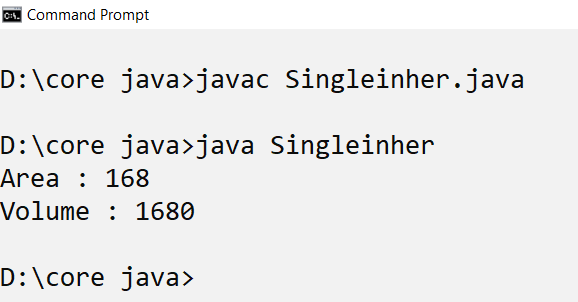 Command Prompt
D:\core java>javac Singleinher.java
D:\core java>java Singleinher
Area : 168
Volume : 1680
D:\core java>